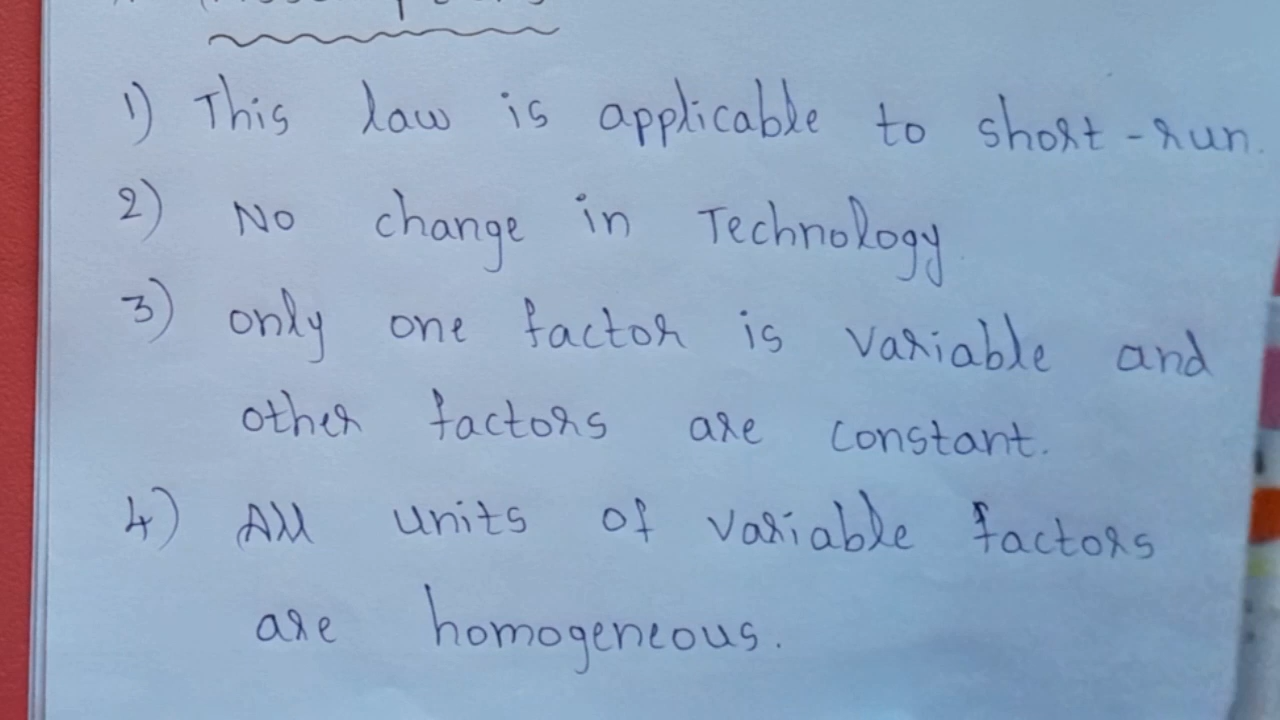 1) This law is applicable to short-run.
2) No change in Technology
3) only one factor is variable and
other factors are constant.
4) All units of variable factors
are homogeneous.